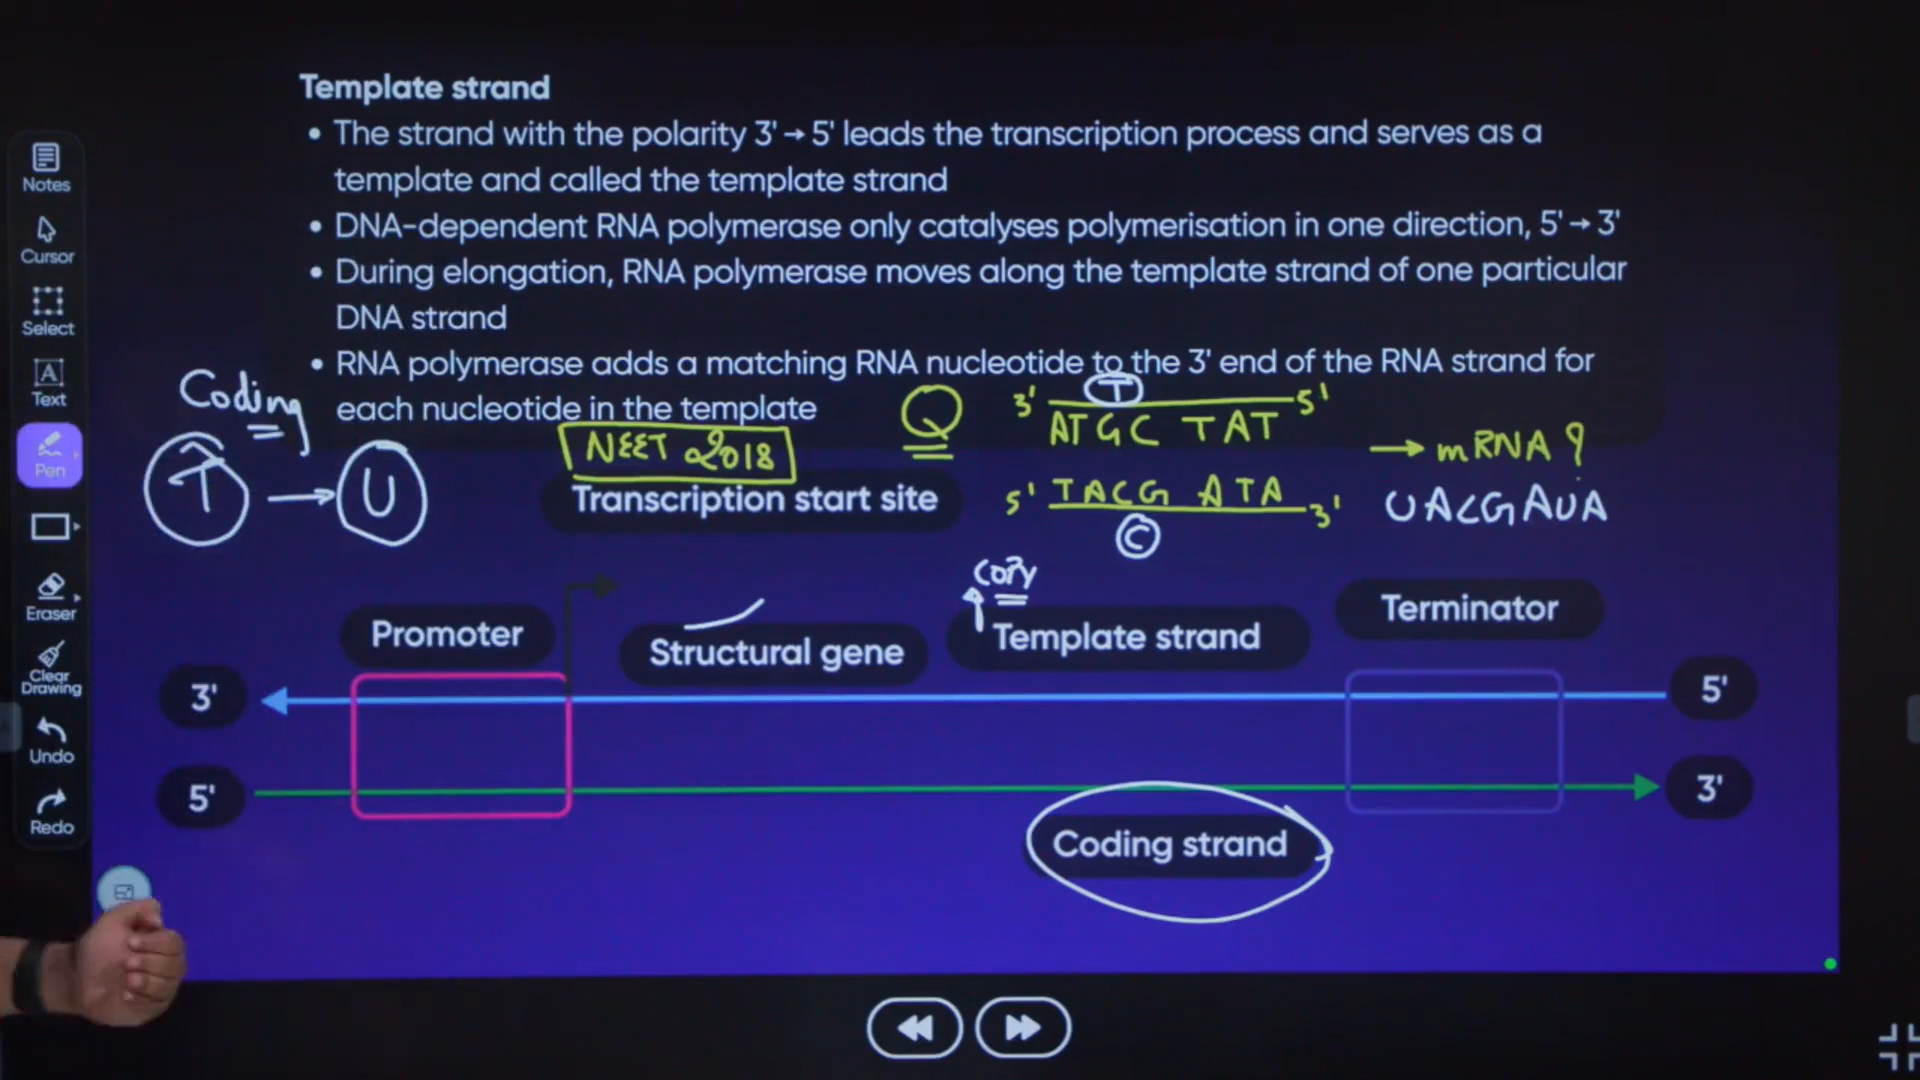 Template strand
• The strand with the polarity 3' → 5' leads the transcription process and serves as a
template and called the template strand
• DNA-dependent RNA polymerase only catalyses polymerisation in one direction, 5' → 3'
• During elongation, RNA polymerase moves along the template strand of one particular
DNA strand
• RNA polymerase adds a matching RNA nucleotide to the 3' end of the RNA strand for
each nucleotide in the template
Notes
Cursor
Select
Text
Pen
Eraser
Clear
Drawing
Undo
Redo
Coding
T → U
NEET 2018
Q
T
3' ATGC TAT 5'
→ mRNA ?
5' TACG ATA 3'
UACGAUA
C
Transcription start site
Copy
Promoter
Structural gene
Template strand
Terminator
3' 5'
5' 3'
Coding strand